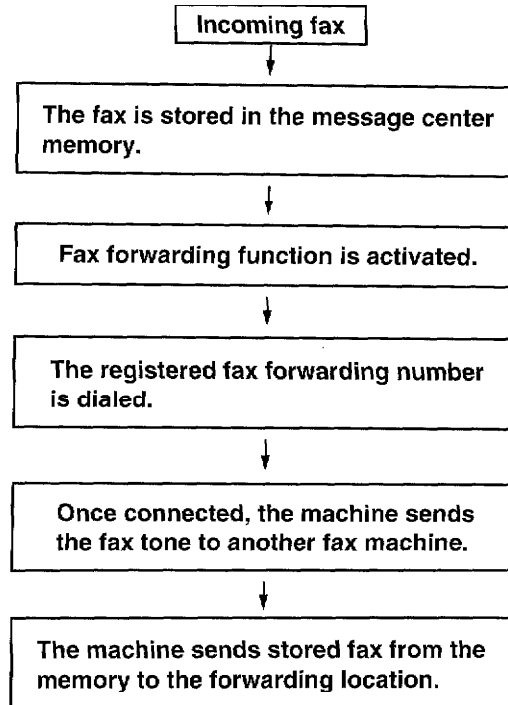 Incoming fax
The fax is stored in the message center
memory.
Fax forwarding function is activated.
The registered fax forwarding number
is dialed.
Once connected, the machine sends
the fax tone to another fax machine.
The machine sends stored fax from the
memory to the forwarding location.